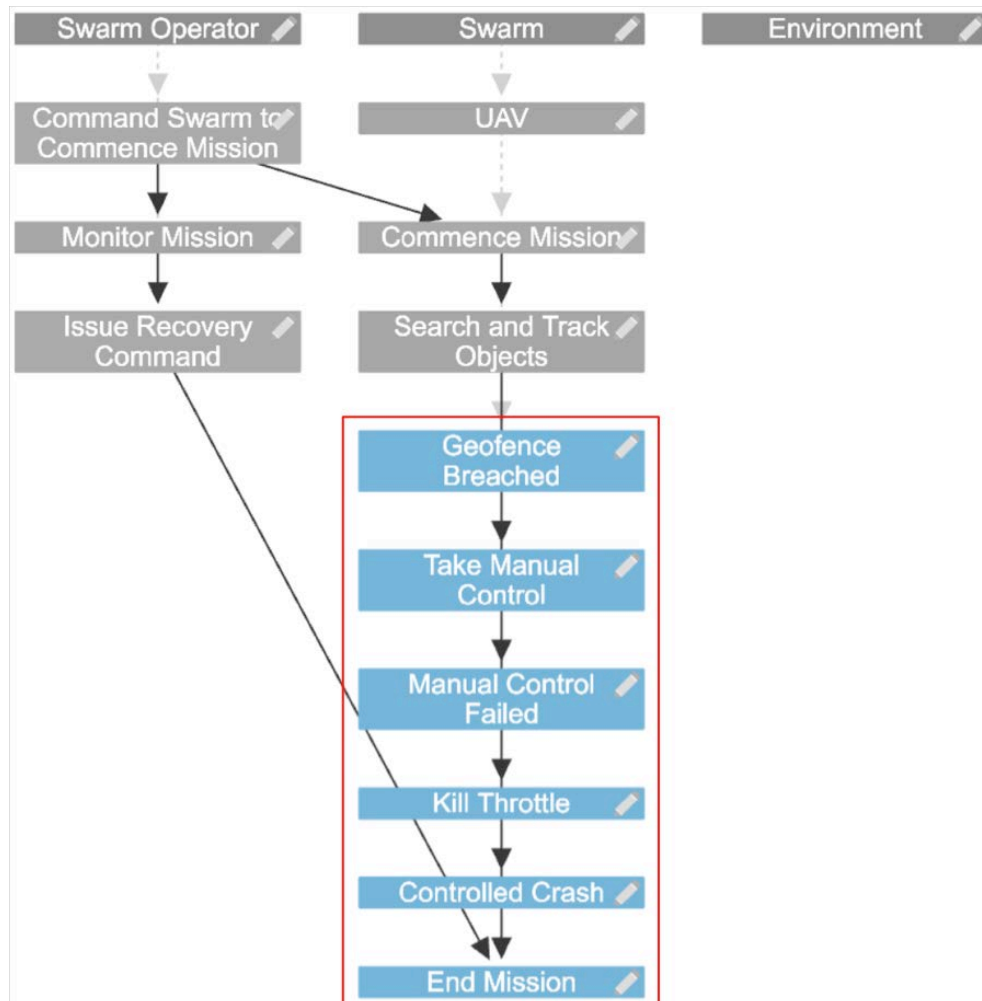 Swarm Operator
Swarm
Environment
Command Swarm to
Commence Mission
UAV
Monitor Mission
Commence Mission
Issue Recovery
Command
Search and Track
Objects
Geofence
Breached
Take Manual
Control
Manual Control
Failed
Kill Throttle
Controlled Crash
End Mission